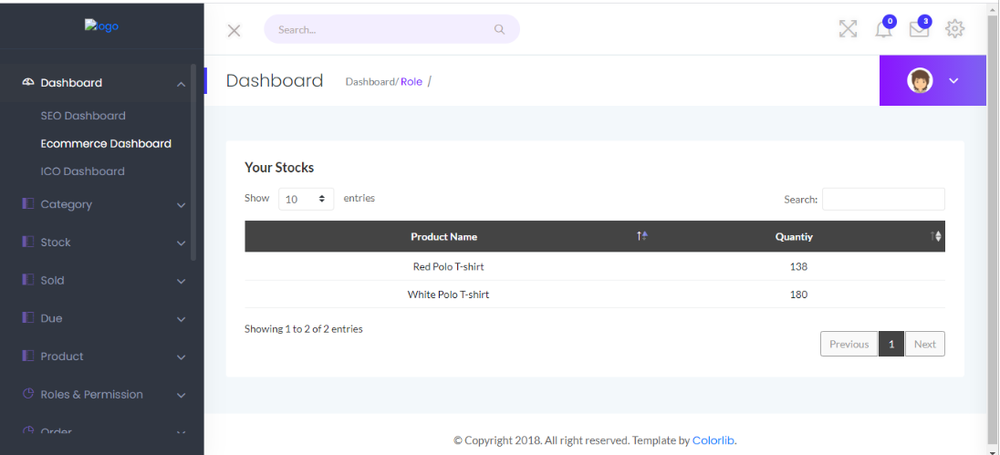 logo
Search...
0
3
Dashboard
SEO Dashboard
Ecommerce Dashboard
ICO Dashboard
Category
Stock
Sold
Due
Product
Roles & Permission
Order
Dashboard
Dashboard/ Role /
Your Stocks
Show 10 entries
Search:
Product Name Quantiy
Red Polo T-shirt 138
White Polo T-shirt 180
Showing 1 to 2 of 2 entries
Previous 1 Next
© Copyright 2018. All right reserved. Template by Colorlib.